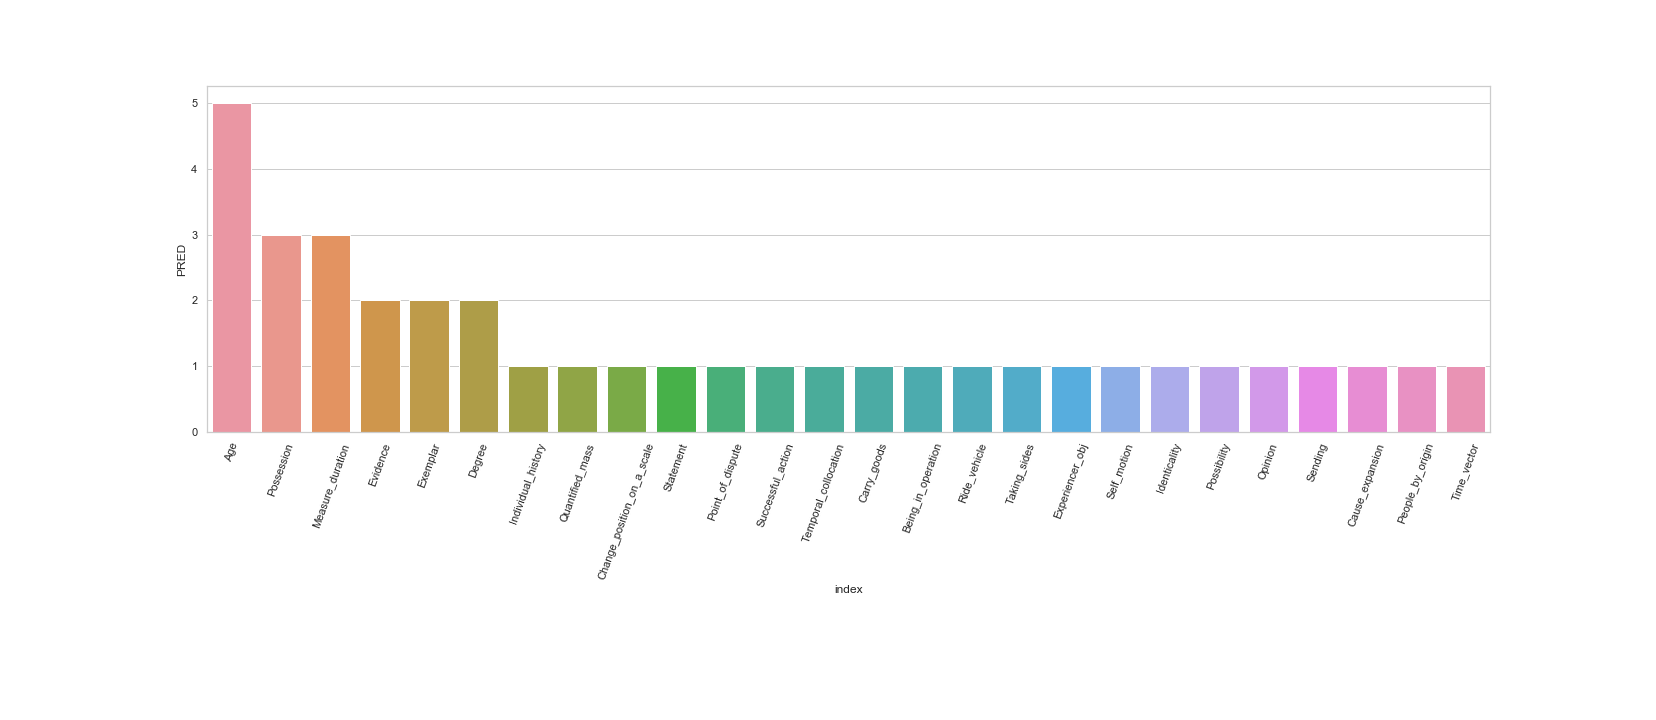 5
4
3
2
1
0
PRED
Age
Possession
Measure_duration
Evidence
Exemplar
Degree
Individual_history
Quantified_mass
Change_position_on_a_scale
Statement
Point_of_dispute
Successful_action
Temporal_collocation
Carry_goods
Being_in_operation
Ride_vehicle
Taking_sides
Experiencer_obj
Self_motion
Identicality
Possibility
Opinion
Sending
Cause_expansion
People_by_origin
Time_vector
index